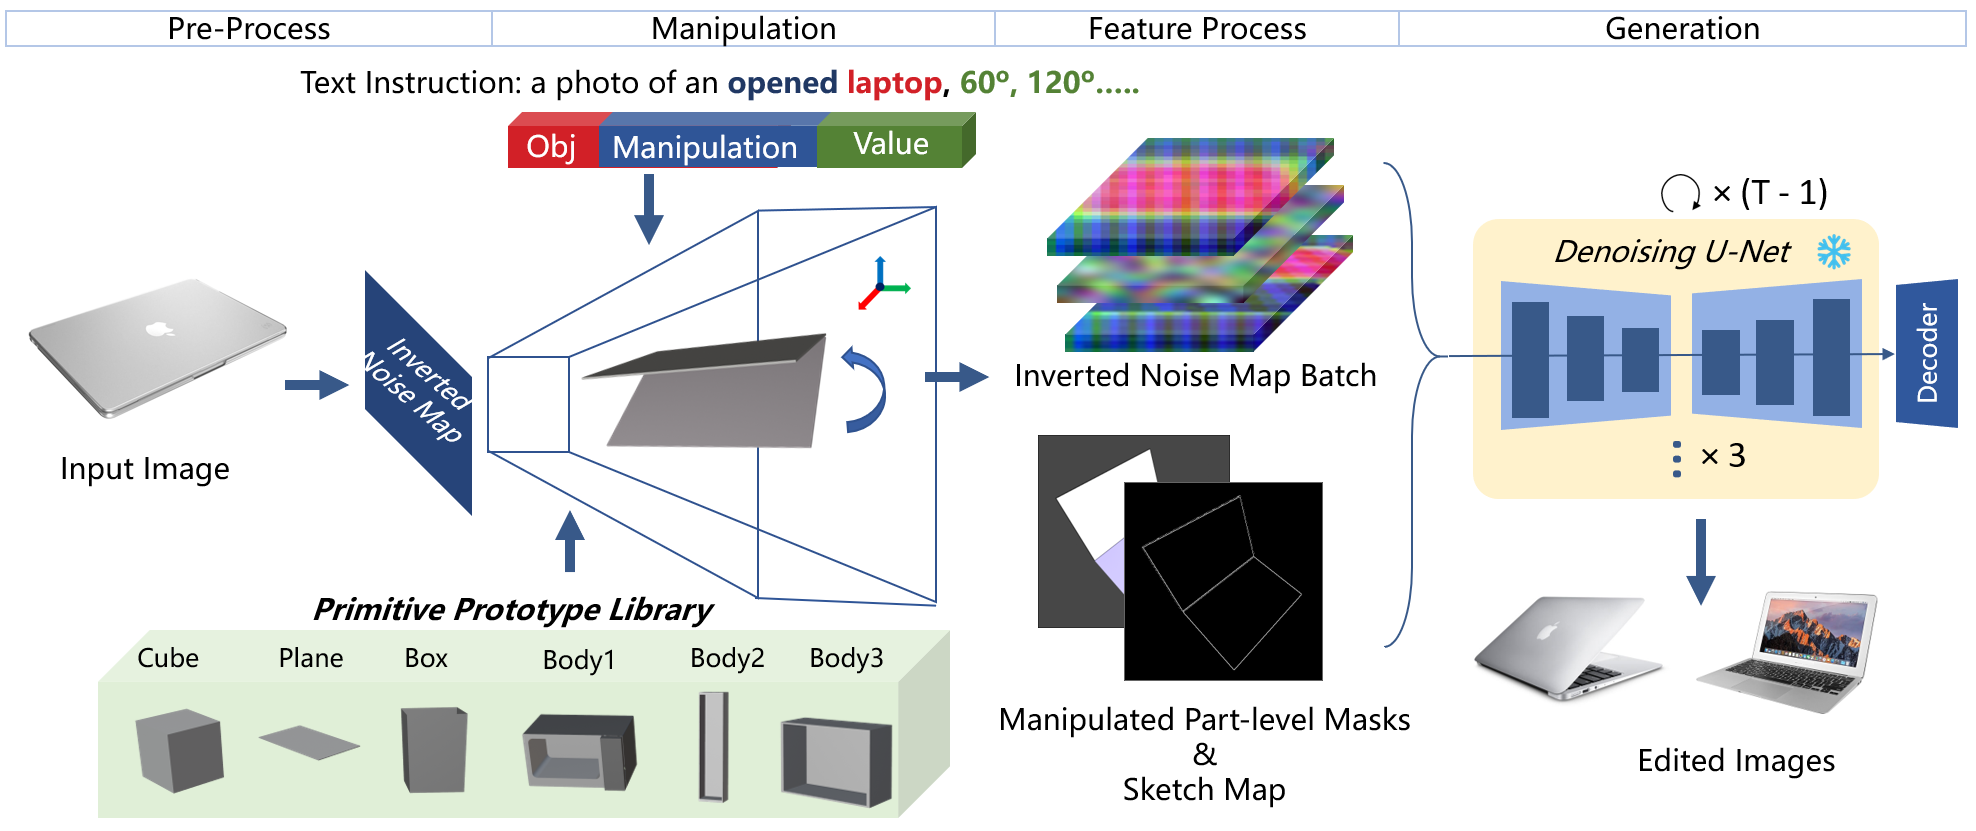 Pre-Process
Manipulation
Feature Process
Generation
Text Instruction: a photo of an opened laptop, 60º, 120º.....
Obj
Manipulation
Value
× (T - 1)
Denoising U-Net
Inverted
Noise Map
Decoder
Input Image
Inverted Noise Map Batch
× 3
Primitive Prototype Library
Cube
Plane
Box
Body1
Body2
Body3
Manipulated Part-level Masks
&
Sketch Map
Edited Images